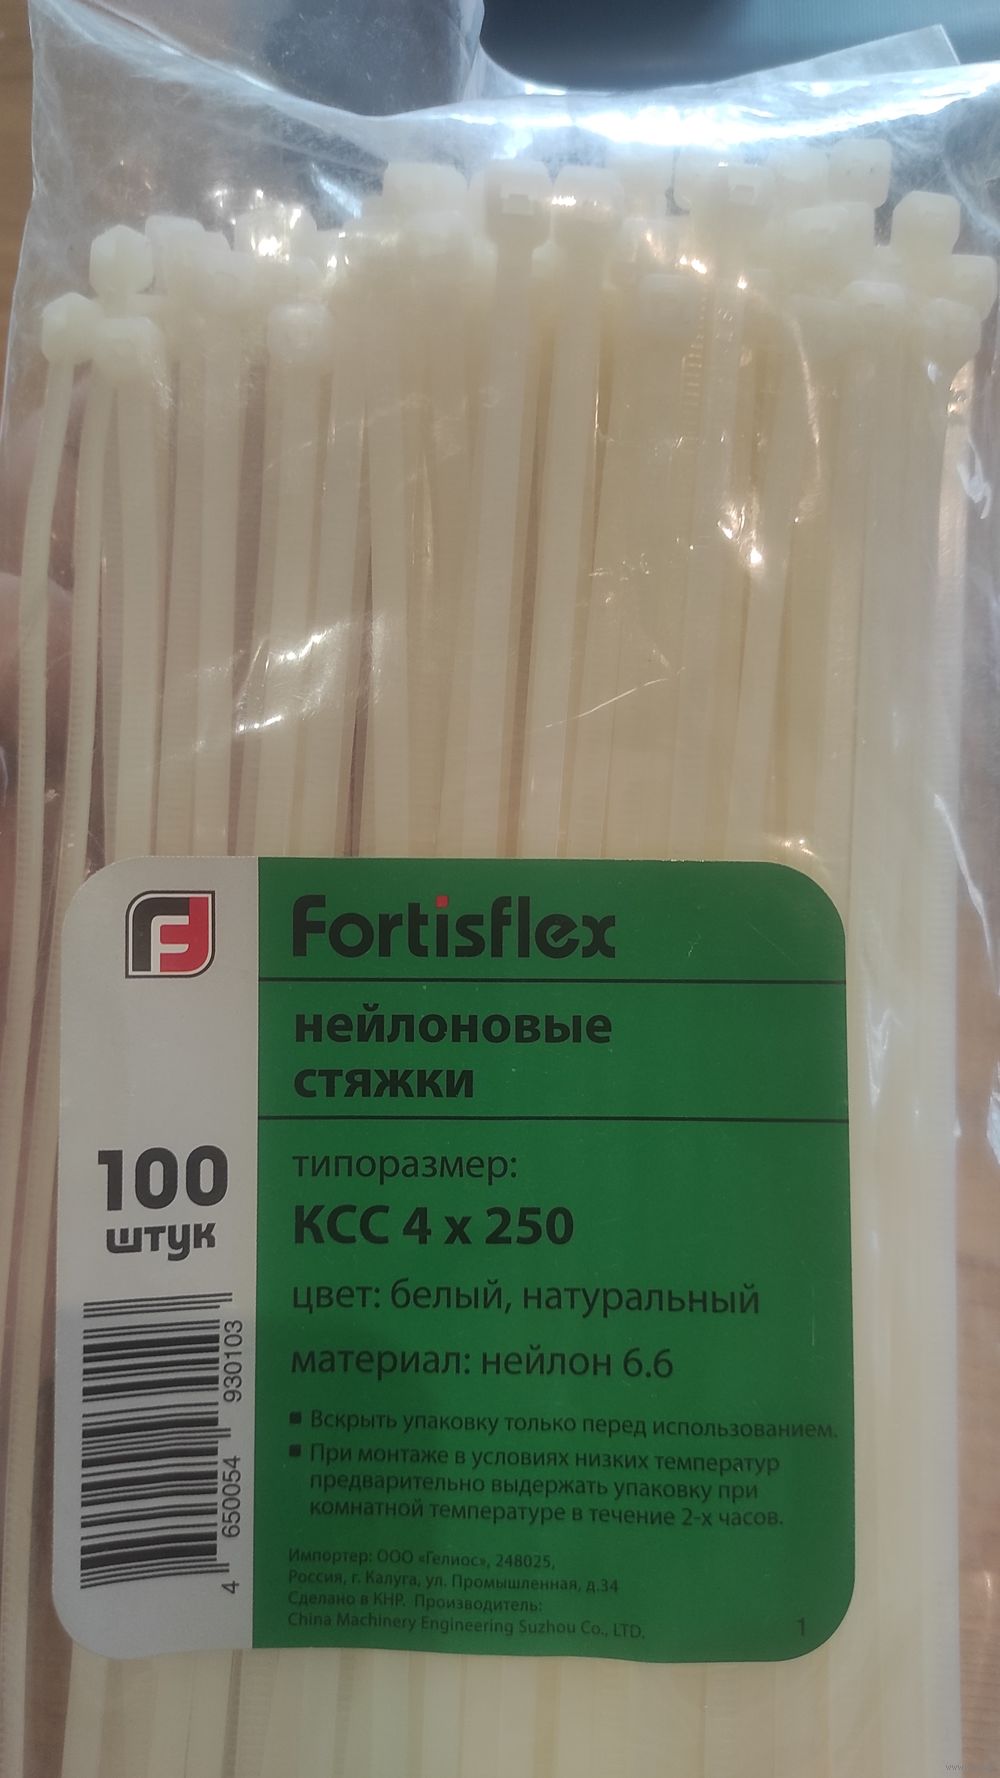 Fortisflex
нейлоновые
стяжки
100
штук
типоразмер:
КСС 4 х 250
цвет: белый, натуральный
материал: нейлон 6.6
▪ Вскрыть упаковку только перед использованием.
▪ При монтаже в условиях низких температур
предварительно выдержать упаковку при
комнатной температуре в течение 2-х часов.
Импортер: ООО «Гелиос», 248025,
Россия, г. Калуга, ул. Промышленная, д.34
Сделано в КНР. Производитель:
China Machinery Engineering Suzhou Co., LTD.
1
4 650054 930103